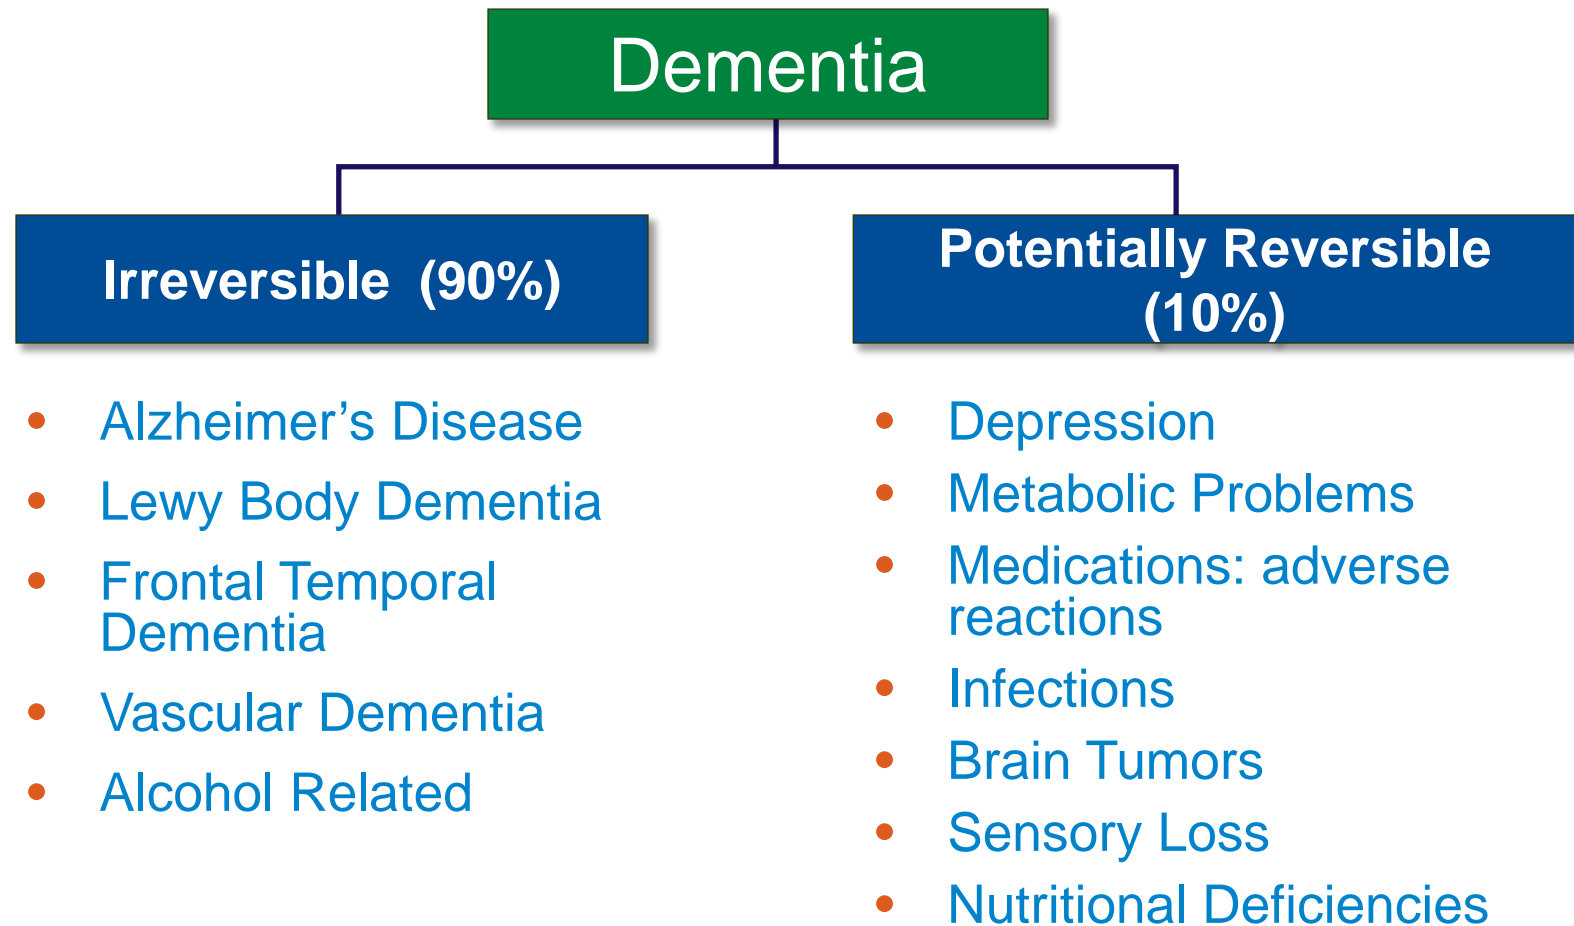 Dementia
Irreversible (90%)
Potentially Reversible
(10%)
• Alzheimer’s Disease
• Lewy Body Dementia
• Frontal Temporal
Dementia
• Vascular Dementia
• Alcohol Related
• Depression
• Metabolic Problems
• Medications: adverse
reactions
• Infections
• Brain Tumors
• Sensory Loss
• Nutritional Deficiencies